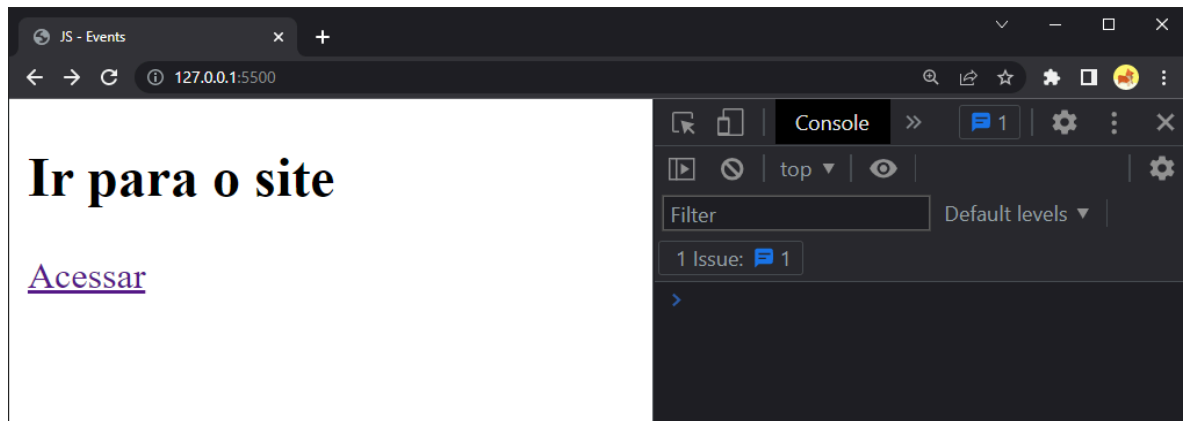 JS - Events
127.0.0.1:5500
Ir para o site
Acessar
Console
1
top
Filter
Default levels
1 Issue: 1